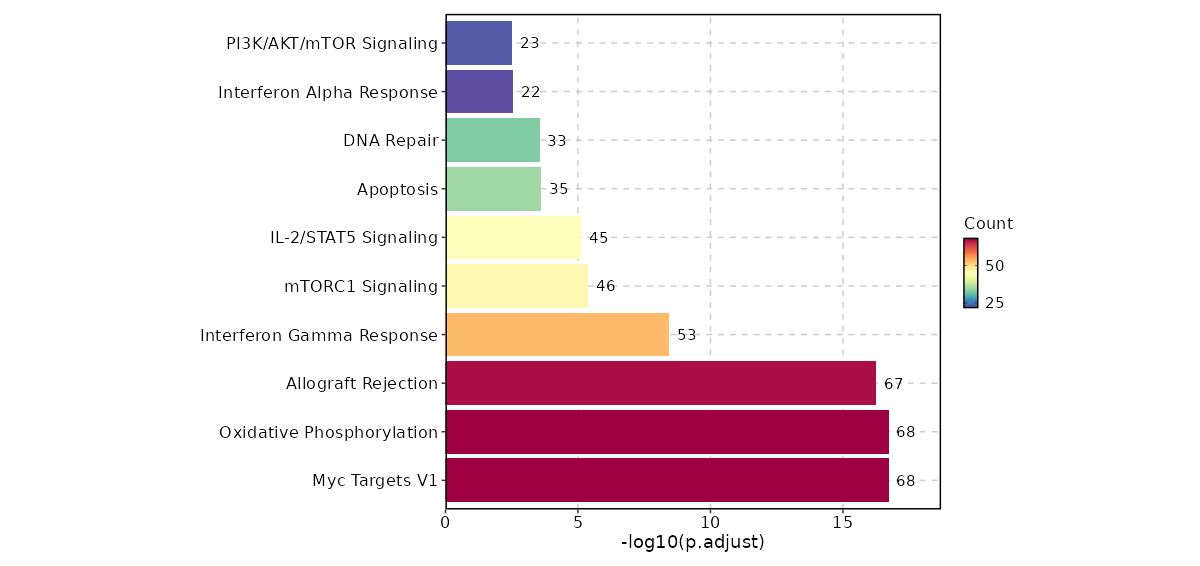 PI3K/AKT/mTOR Signaling 23
Interferon Alpha Response 22
DNA Repair 33
Apoptosis 35
IL-2/STAT5 Signaling 45
mTORC1 Signaling 46
Interferon Gamma Response 53
Allograft Rejection 67
Oxidative Phosphorylation 68
Myc Targets V1 68
0 5 10 15
-log10(p.adjust)
Count
50
25